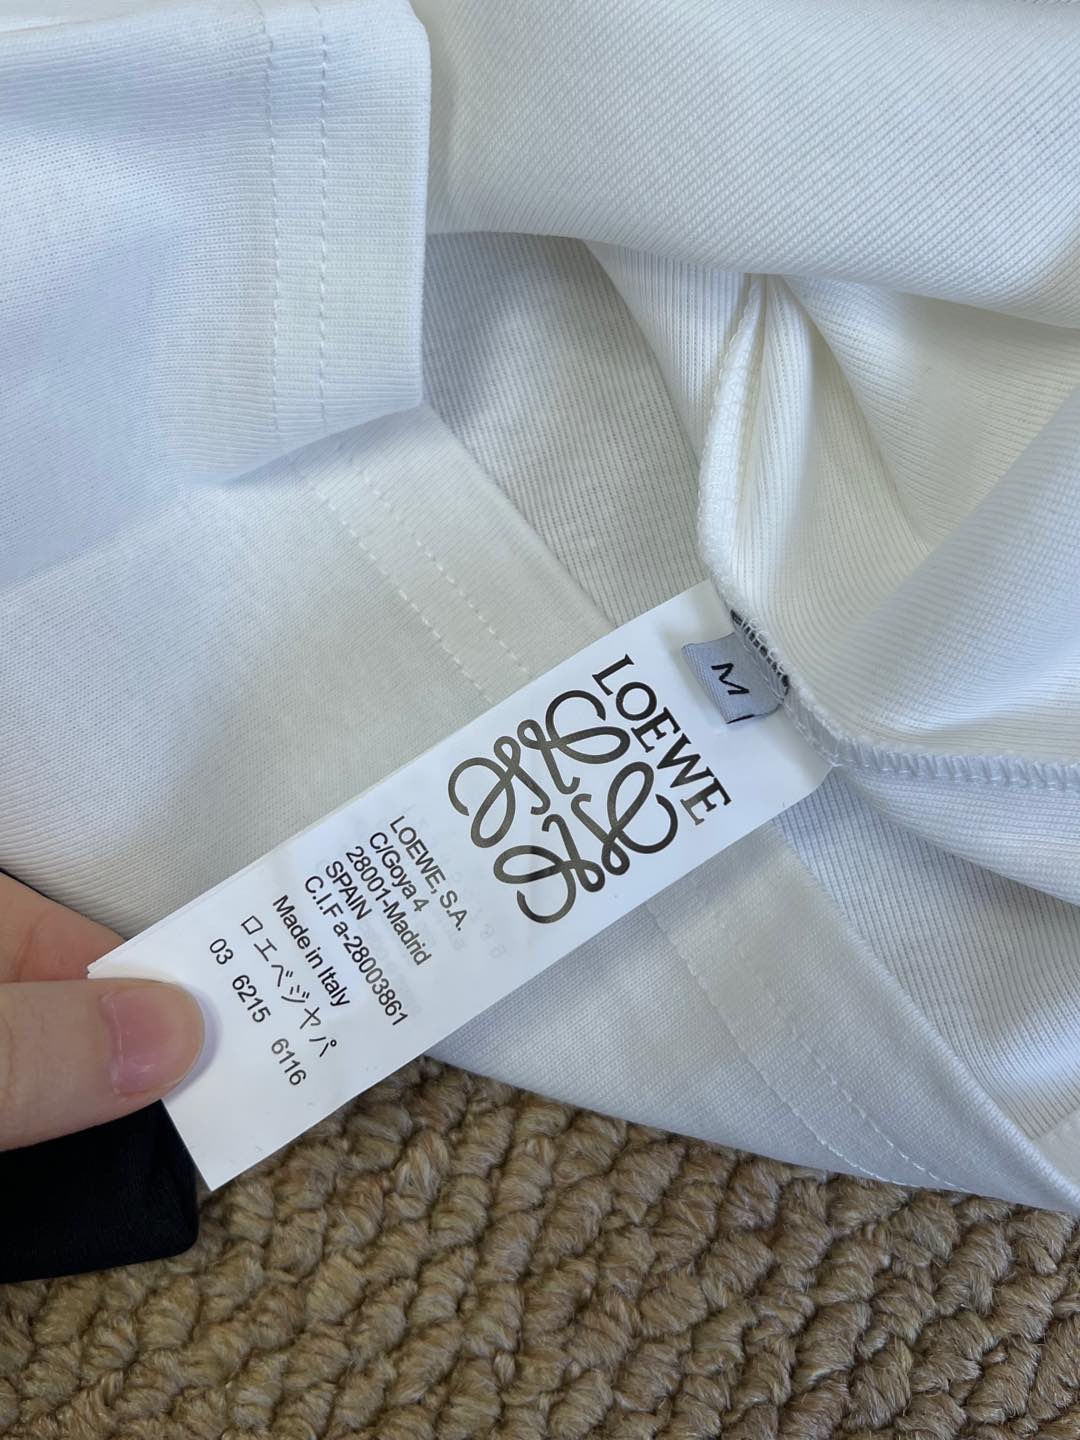 M
LOEWE
LOEWE, S.A.
C/Goya 4
28001-Madrid
SPAIN
C.I.F a-28003861
Made in Italy
ロエベジャパ
03 6215 6116